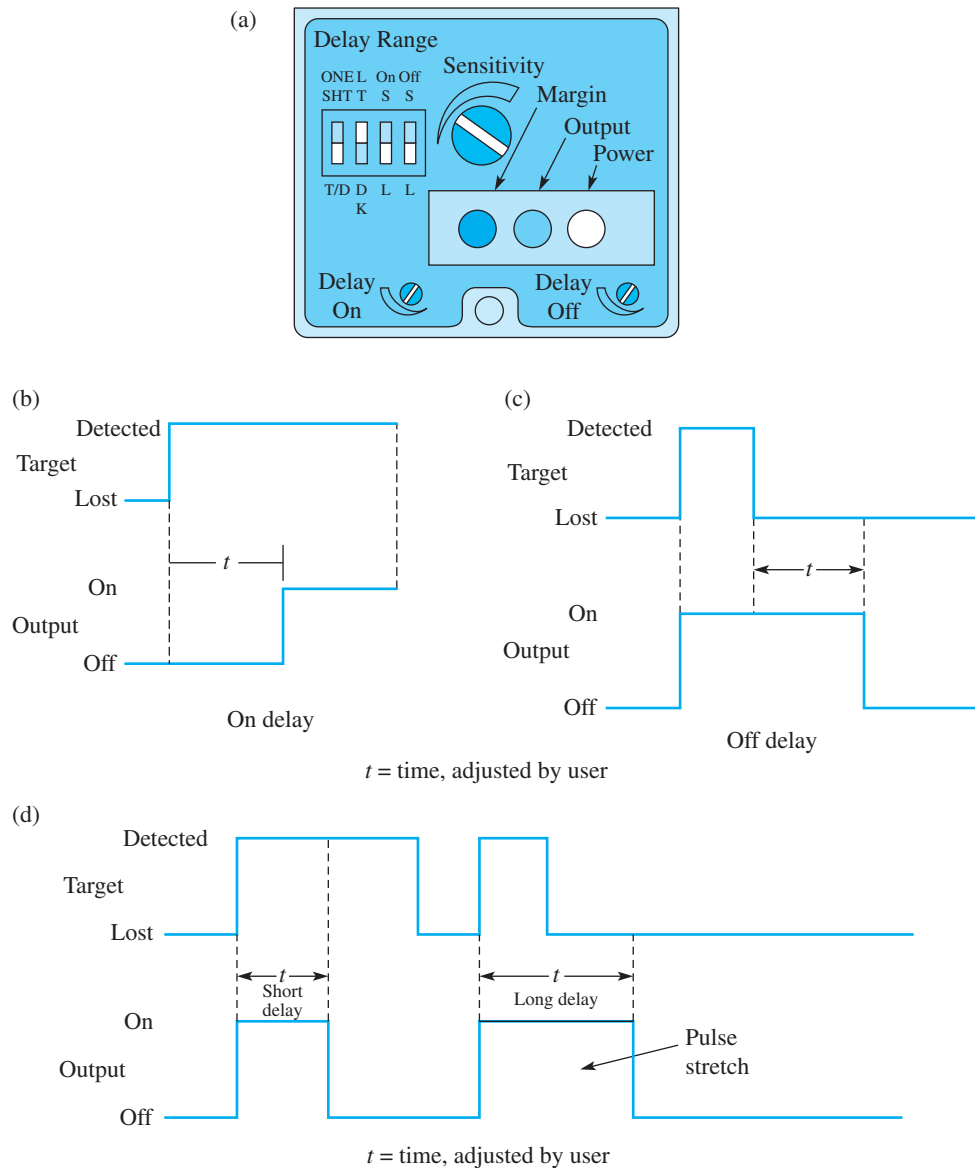 (a)
Delay Range
ONE L On Off
SHT T S S
T/D D L L
K
Sensitivity
Margin
Output
Power
Delay
On
Delay
Off
(b)
Detected
Target
Lost
t
On
Output
Off
On delay
(c)
Detected
Target
Lost
t
On
Output
Off
Off delay
t = time, adjusted by user
(d)
Detected
Target
Lost
t
Short
delay
t
Long delay
On
Output
Off
Pulse
stretch
t = time, adjusted by user